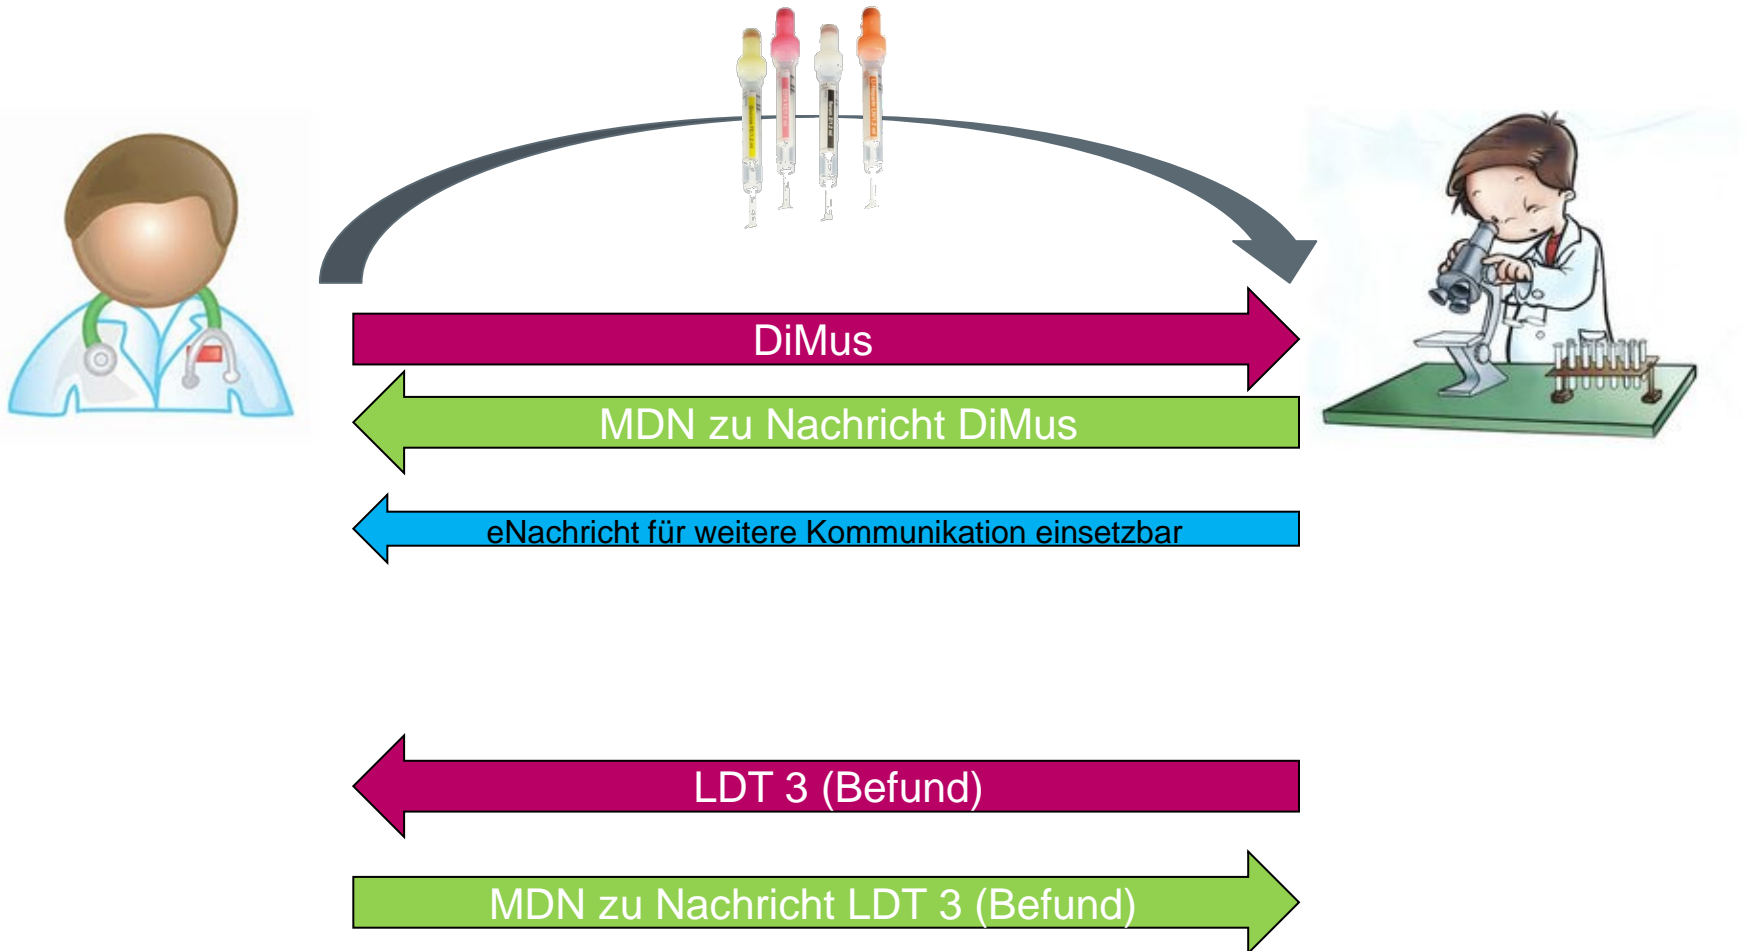 DiMus
MDN zu Nachricht DiMus
eNachricht für weitere Kommunikation einsetzbar
LDT 3 (Befund)
MDN zu Nachricht LDT 3 (Befund)